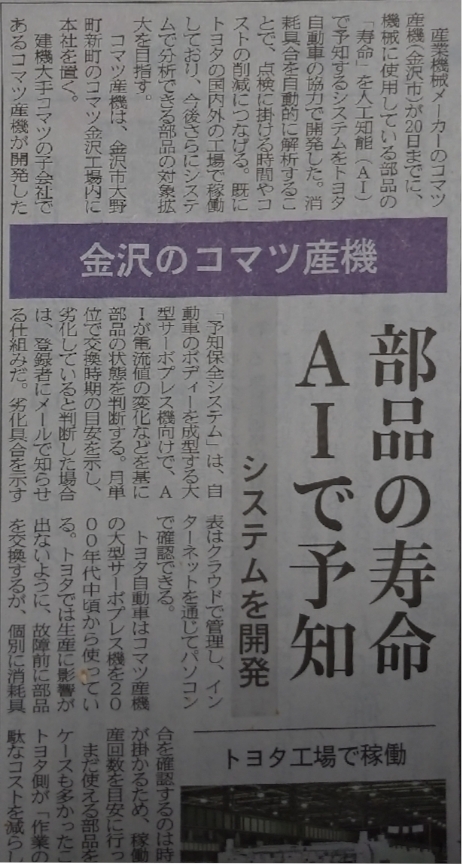 金沢のコマツ産機
部品の寿命
AIで予知
システムを開発
トヨタ工場で稼働
産業機械メーカーのコマツ
産機(金沢市)が20日までに、
機械に使用している部品の
「寿命」を人工知能(AI)
で予知するシステムをトヨタ
自動車の協力で開発した。消
耗具合を自動的に解析するこ
とで、点検に掛ける時間やコ
ストの削減につなげる。既に
トヨタの国内外の工場で稼働
しており、今後さらにシステ
ムで分析できる部品の対象拡
大を目指す。
コマツ産機は、金沢市大野
町新町のコマツ金沢工場内に
本社を置く。
建機大手コマツの子会社で
あるコマツ産機が開発した
「予知保全システム」は、自
動車のボディーを成型する大
型サーボプレス機向けで、A
Iが電流値の変化などを基に
部品の状態を判断する。月単
位で交換時期の目安を示し、
劣化していると判断した場合
は、登録者にメールで知らせ
る仕組みだ。劣化具合を示す
表はクラウドで管理し、イン
ターネットを通じてパソコン
で確認できる。
トヨタ自動車はコマツ産機
の大型サーボプレス機を20
00年代中頃から使ってい
る。トヨタでは生産に影響が
出ないように、故障前に部品
を交換するが、個別に消耗具
合を確認するのは時
が掛かるため、稼働
産回数を目安に行っ
まだ使える部品を
ケースも多かったこ
トヨタ側が「作業の
駄なコストを減らし